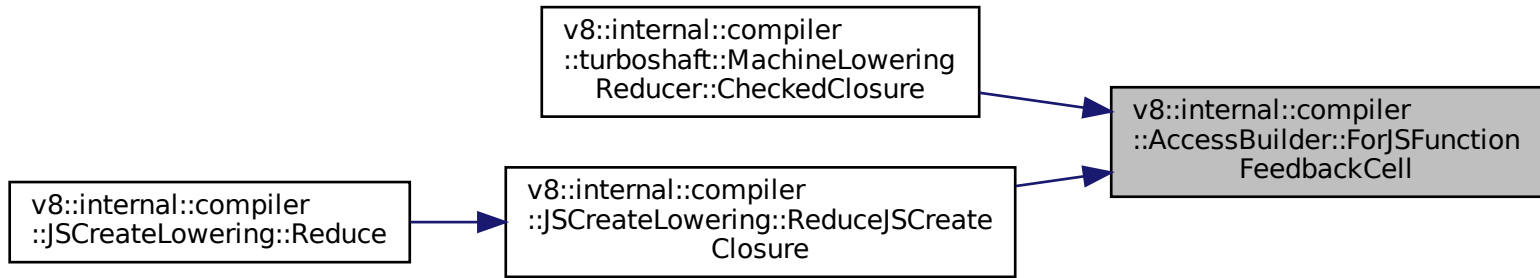 v8::internal::compiler
::turboshaft::MachineLowering
Reducer::CheckedClosure
v8::internal::compiler
::AccessBuilder::ForJSFunction
FeedbackCell
v8::internal::compiler
::JSCreateLowering::ReduceJSCreate
Closure
v8::internal::compiler
::JSCreateLowering::Reduce